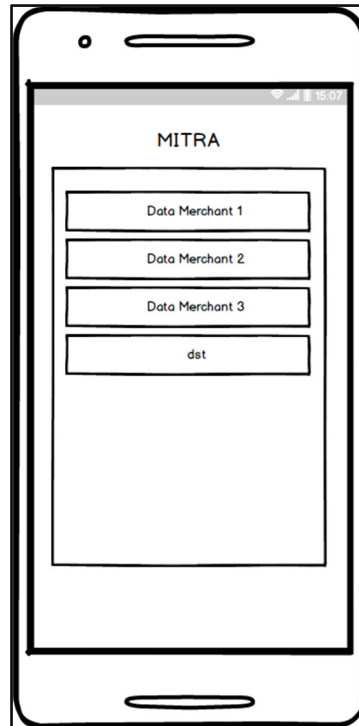 15:07
MITRA
Data Merchant 1
Data Merchant 2
Data Merchant 3
dst